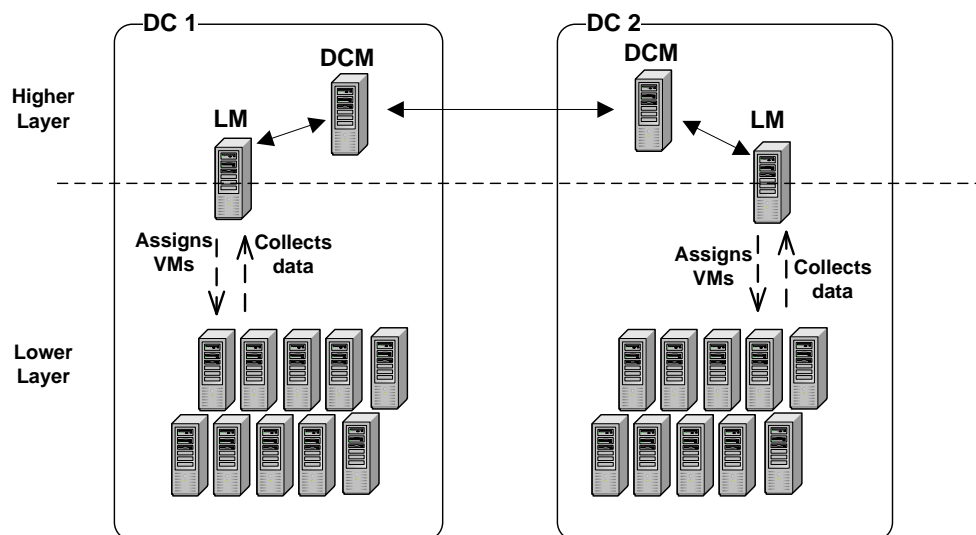 DC 1
DC 2
DCM
DCM
Higher
Layer
LM
LM
Assigns
VMs
Collects
data
Assigns
VMs
Collects
data
Lower
Layer